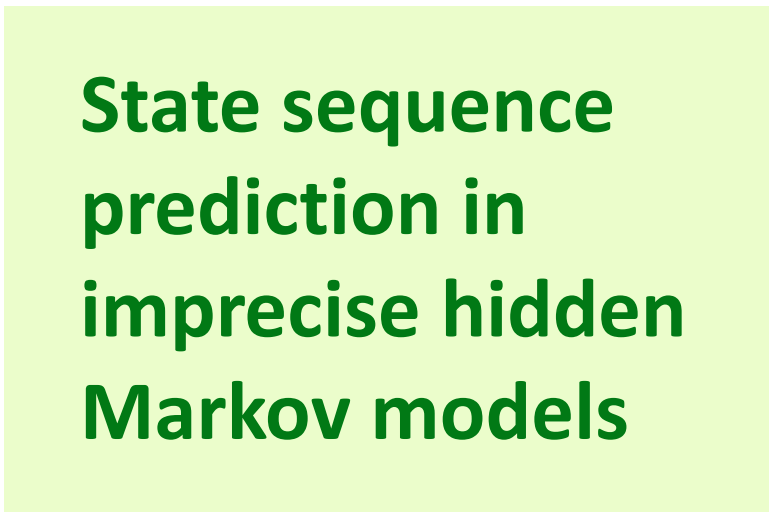 State sequence
prediction in
imprecise hidden
Markov models